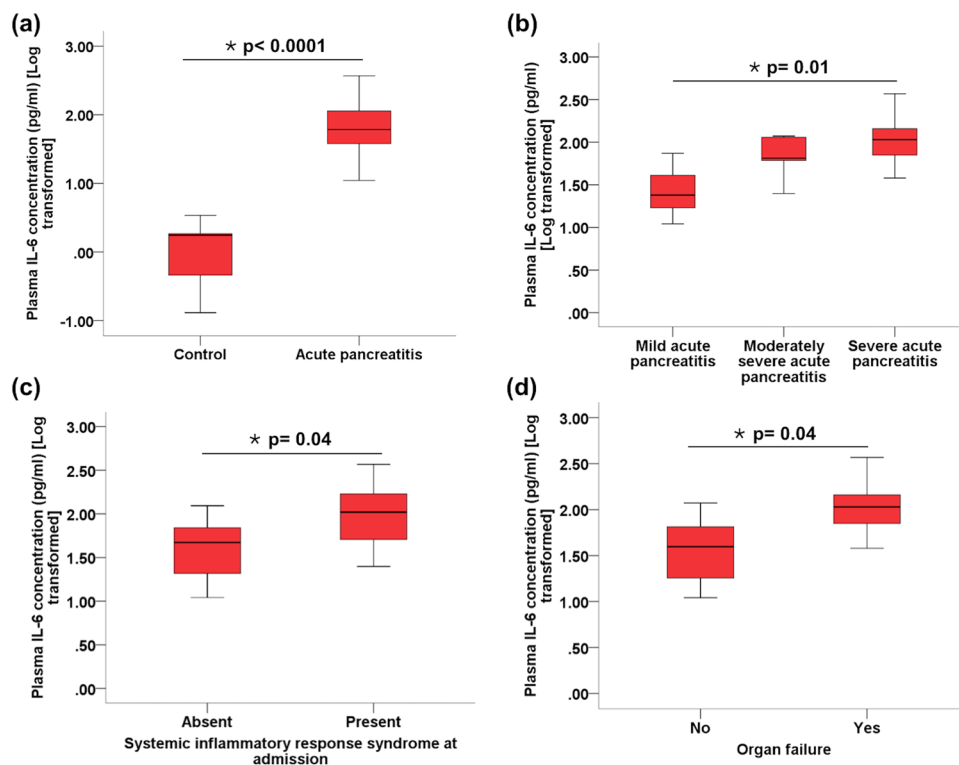 (a)
Plasma IL-6 concentration (pg/ml) [Log
transformed]
3.00
2.00
1.00
.00
-1.00
* p< 0.0001
Control
Acute pancreatitis
(b)
Plasma IL-6 concentration (pg/ml)
[Log transformed]
3.00
2.50
2.00
1.50
1.00
.50
.00
* p= 0.01
Mild acute
pancreatitis
Moderately
severe acute
pancreatitis
Severe acute
pancreatitis
(c)
Plasma IL-6 concentration (pg/ml) [Log
transformed]
3.00
2.50
2.00
1.50
1.00
.50
.00
* p= 0.04
Absent
Present
Systemic inflammatory response syndrome at
admission
(d)
Plasma IL-6 concentration (pg/ml) [Log
transformed]
3.00
2.50
2.00
1.50
1.00
.50
.00
* p= 0.04
No
Yes
Organ failure